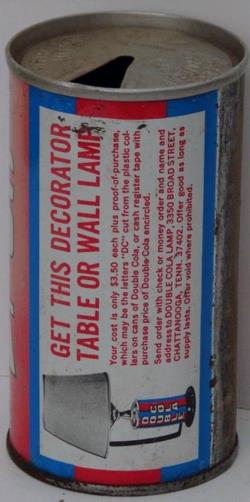 GET THIS DECORATOR
TABLE OR WALL LAMP
Your cost is only $3.50 each plus proof-of-purchase,
which may be the letters "DC" cut from the plastic col-
lars on cans of Double Cola, or cash register tape with
purchase price of Double-Cola encircled.
Send order with check or money order and name and
address to DOUBLE COLA LAMP, 3350 BROAD STREET,
CHATTANOOGA, TENN. 37402. Offer good as long as
supply lasts. Offer void where prohibited.